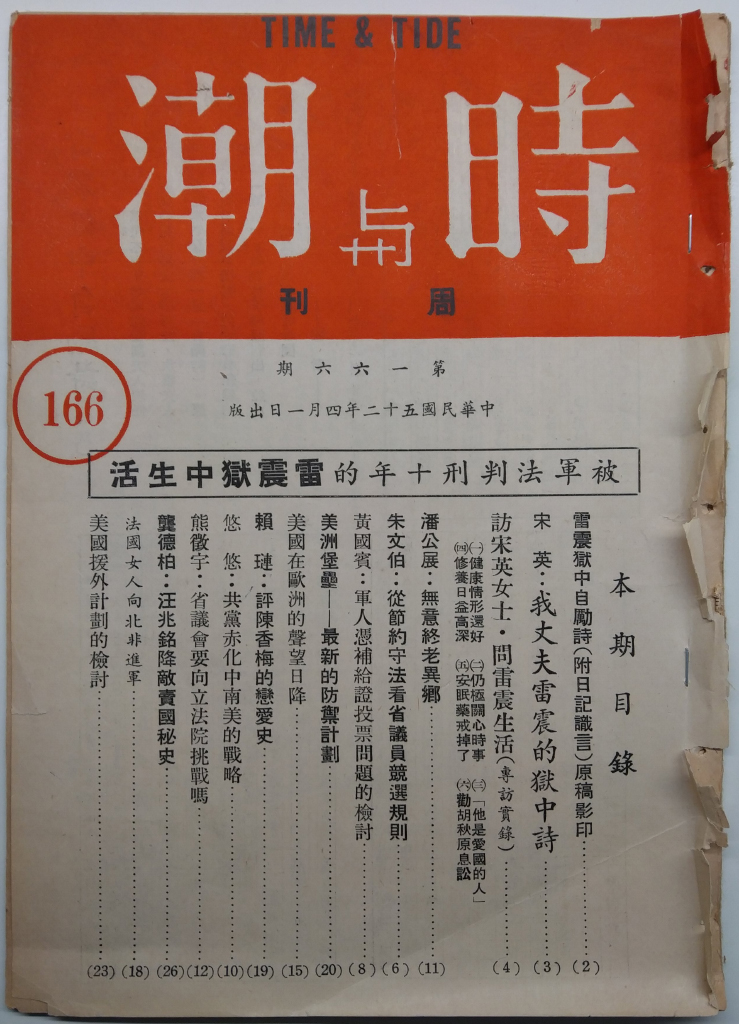 TIME & TIDE
時與潮
周刊
第一六六期
166
中華民國五十二年四月一日出版
被軍法判刑十年的雷震獄中生活
本期目錄
雷震獄中自勵詩(附日記識言)原稿影印…………(2)
宋英:我丈夫雷震的獄中詩…………(3)
訪宋英女士·問雷震生活(專訪實錄)…………(4)
㈠健康情形還好 ㈡仍極關心時事 ㈢「他是愛國的人」
㈣修養日益高深 ㈤安眠藥戒掉了 ㈥勸胡秋原息訟
潘公展:無意終老異鄉…………(11)
朱文伯:從節約守法看省議員競選規則…………(6)
黃國賓:軍人憑補給證投票問題的檢討…………(8)
美洲堡壘——最新的防禦計劃…………(20)
美國在歐洲的聲望日降…………(15)
賴璉:評陳香梅的戀愛史…………(19)
悠悠:共黨赤化中南美的戰略…………(10)
熊徵宇:省議會要向立法院挑戰嗎…………(12)
龔德柏:汪兆銘降敵賣國秘史…………(26)
法國女人向北非進軍…………(18)
美國援外計劃的檢討…………(23)